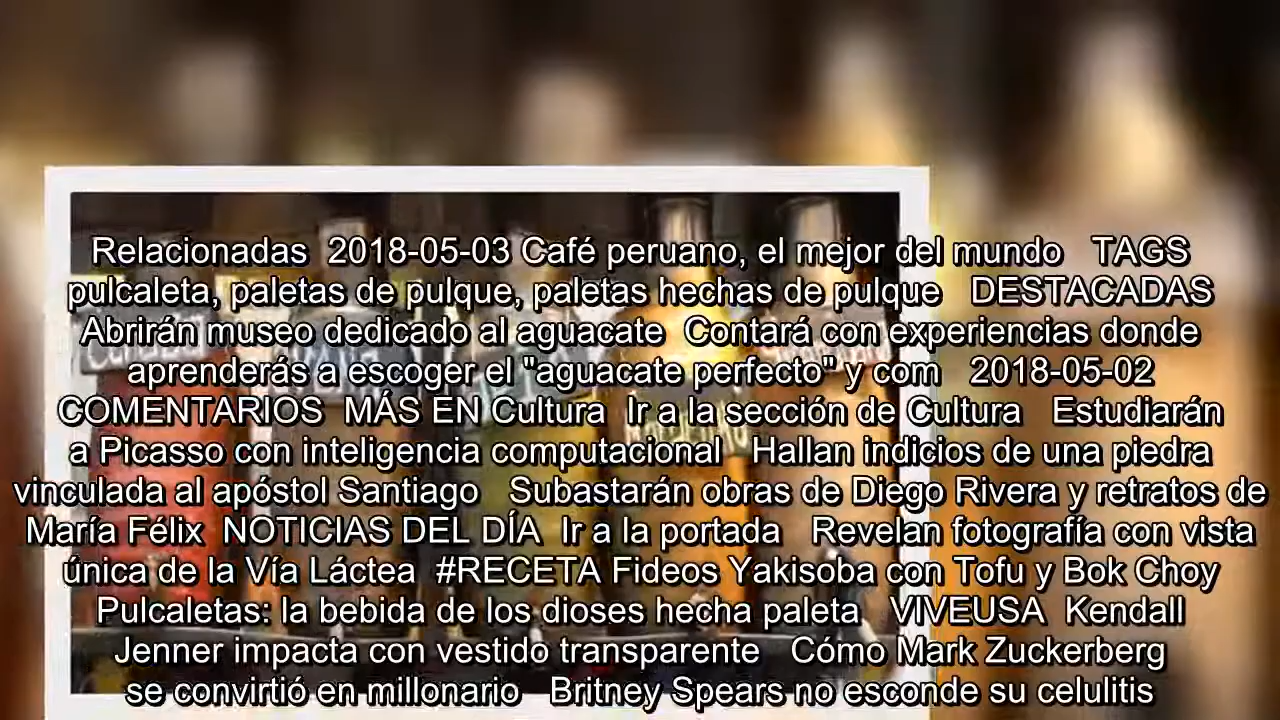 Relacionadas 2018-05-03 Café peruano, el mejor del mundo TAGS
pulcaleta, paletas de pulque, paletas hechas de pulque DESTACADAS
Abrirán museo dedicado al aguacate Contará con experiencias donde
aprenderás a escoger el "aguacate perfecto" y com 2018-05-02
COMENTARIOS MÁS EN Cultura Ir a la sección de Cultura Estudiarán
a Picasso con inteligencia computacional Hallan indicios de una piedra
vinculada al apóstol Santiago Subastarán obras de Diego Rivera y retratos de
María Félix NOTICIAS DEL DÍA Ir a la portada Revelan fotografía con vista
única de la Vía Láctea #RECETA Fideos Yakisoba con Tofu y Bok Choy
Pulcaletas: la bebida de los dioses hecha paleta VIVEUSA Kendall
Jenner impacta con vestido transparente Cómo Mark Zuckerberg
se convirtió en millonario Britney Spears no esconde su celulitis